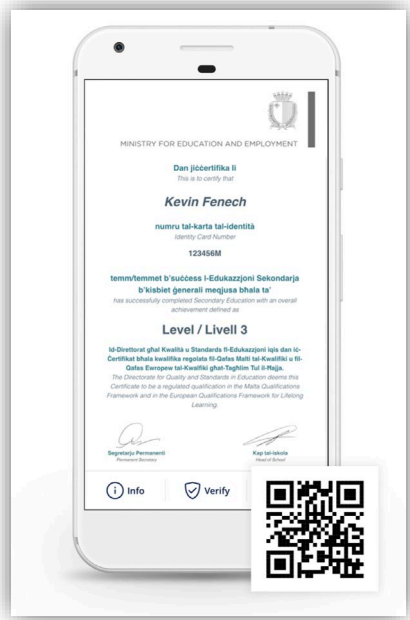 MINISTRY FOR EDUCATION AND EMPLOYMENT
Dan jiċċertifika li
This is to certify that
Kevin Fenech
numru tal-karta tal-identità
Identity Card Number
123456M
temm/temmet b'suċċess l-Edukazzjoni Sekondarja
b'kisbiet ġenerali meqjusa bħala ta'
has successfully completed Secondary Education with an overall
achievement defined as
Level / Livell 3
Id-Direttorat għal Kwalità u Standards fl-Edukazzjoni iqis dan iċ-
Ċertifikat bħala kwalifika regolata fil-Qafas Malti tal-Kwalifiki u fil-
Qafas Ewropew tal-Kwalifiki għat-Tagħlim Tul il-Ħajja.
The Directorate for Quality and Standards in Education deems this
Certificate to be a regulated qualification in the Malta Qualifications
Framework and in the European Qualifications Framework for Lifelong
Learning.
Segretarju Permanenti
Permanent Secretary
Kap tal-iskola
Head of School
Info
Verify